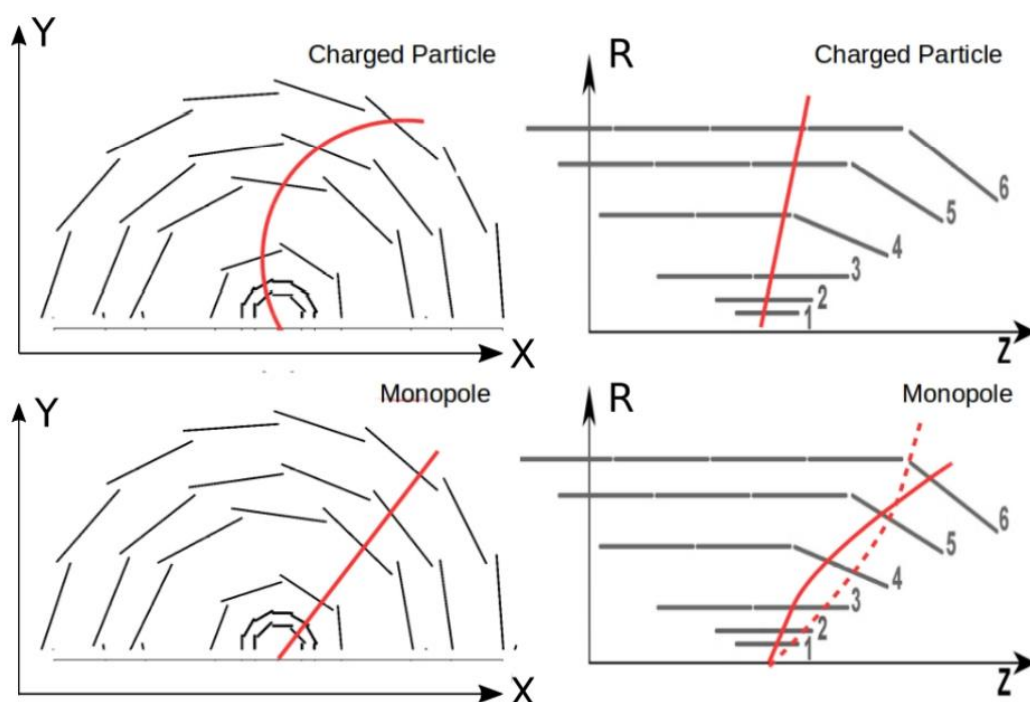 Y
Charged Particle
X
R
Charged Particle
6
5
4
3
2
1
Z
Y
Monopole
X
R
Monopole
6
5
4
3
2
1
Z